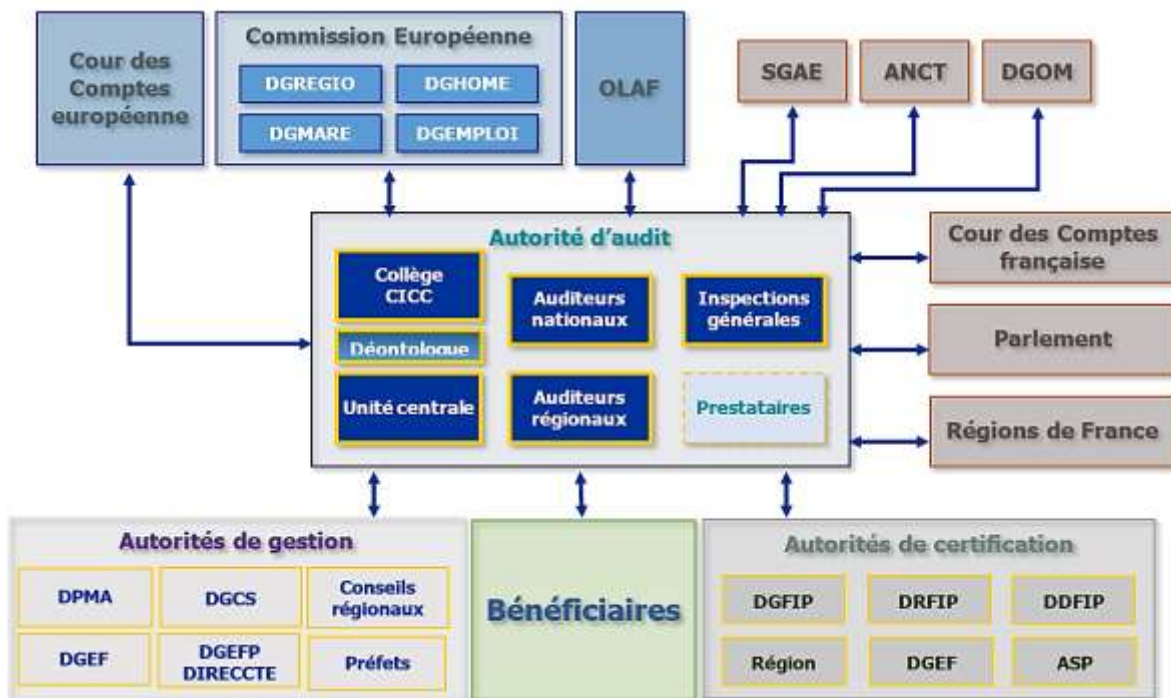 Cour des
Comptes
européenne
Commission Européenne
DGREGIO
DGHOME
DGMARE
DGEMPLOI
OLAF
SGAE
ANCT
DGOM
Autorité d'audit
Collège
CICC
Déontologue
Unité centrale
Auditeurs
nationaux
Auditeurs
régionaux
Inspections
générales
Prestataires
Cour des Comptes
française
Parlement
Régions de France
Autorités de gestion
DPMA
DGCS
Conseils
régionaux
DGEF
DGEFP
DIRECCTE
Préfets
Bénéficiaires
Autorités de certification
DGFIP
DRFIP
DDFIP
Région
DGEF
ASP